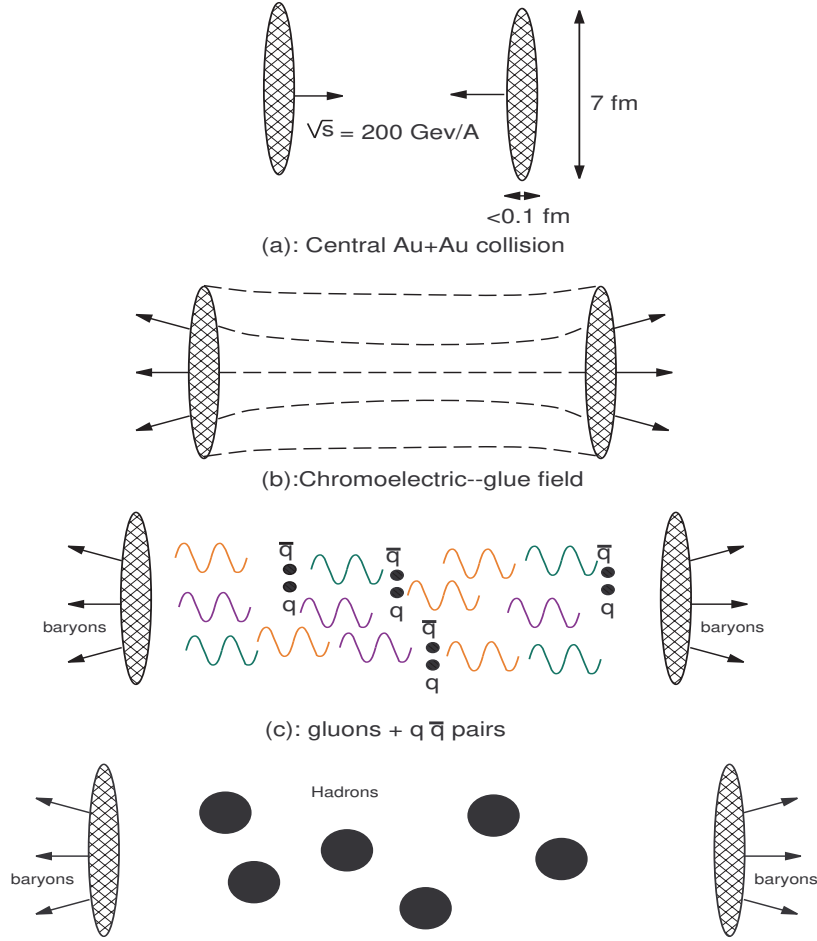 7 fm
√s = 200 Gev/A
<0.1 fm
(a): Central Au+Au collision
(b):Chromoelectric--glue field
q̅
q̅
q̅
q
q
q
baryons
baryons
q̅
q
(c): gluons + q q̅ pairs
Hadrons
baryons
baryons